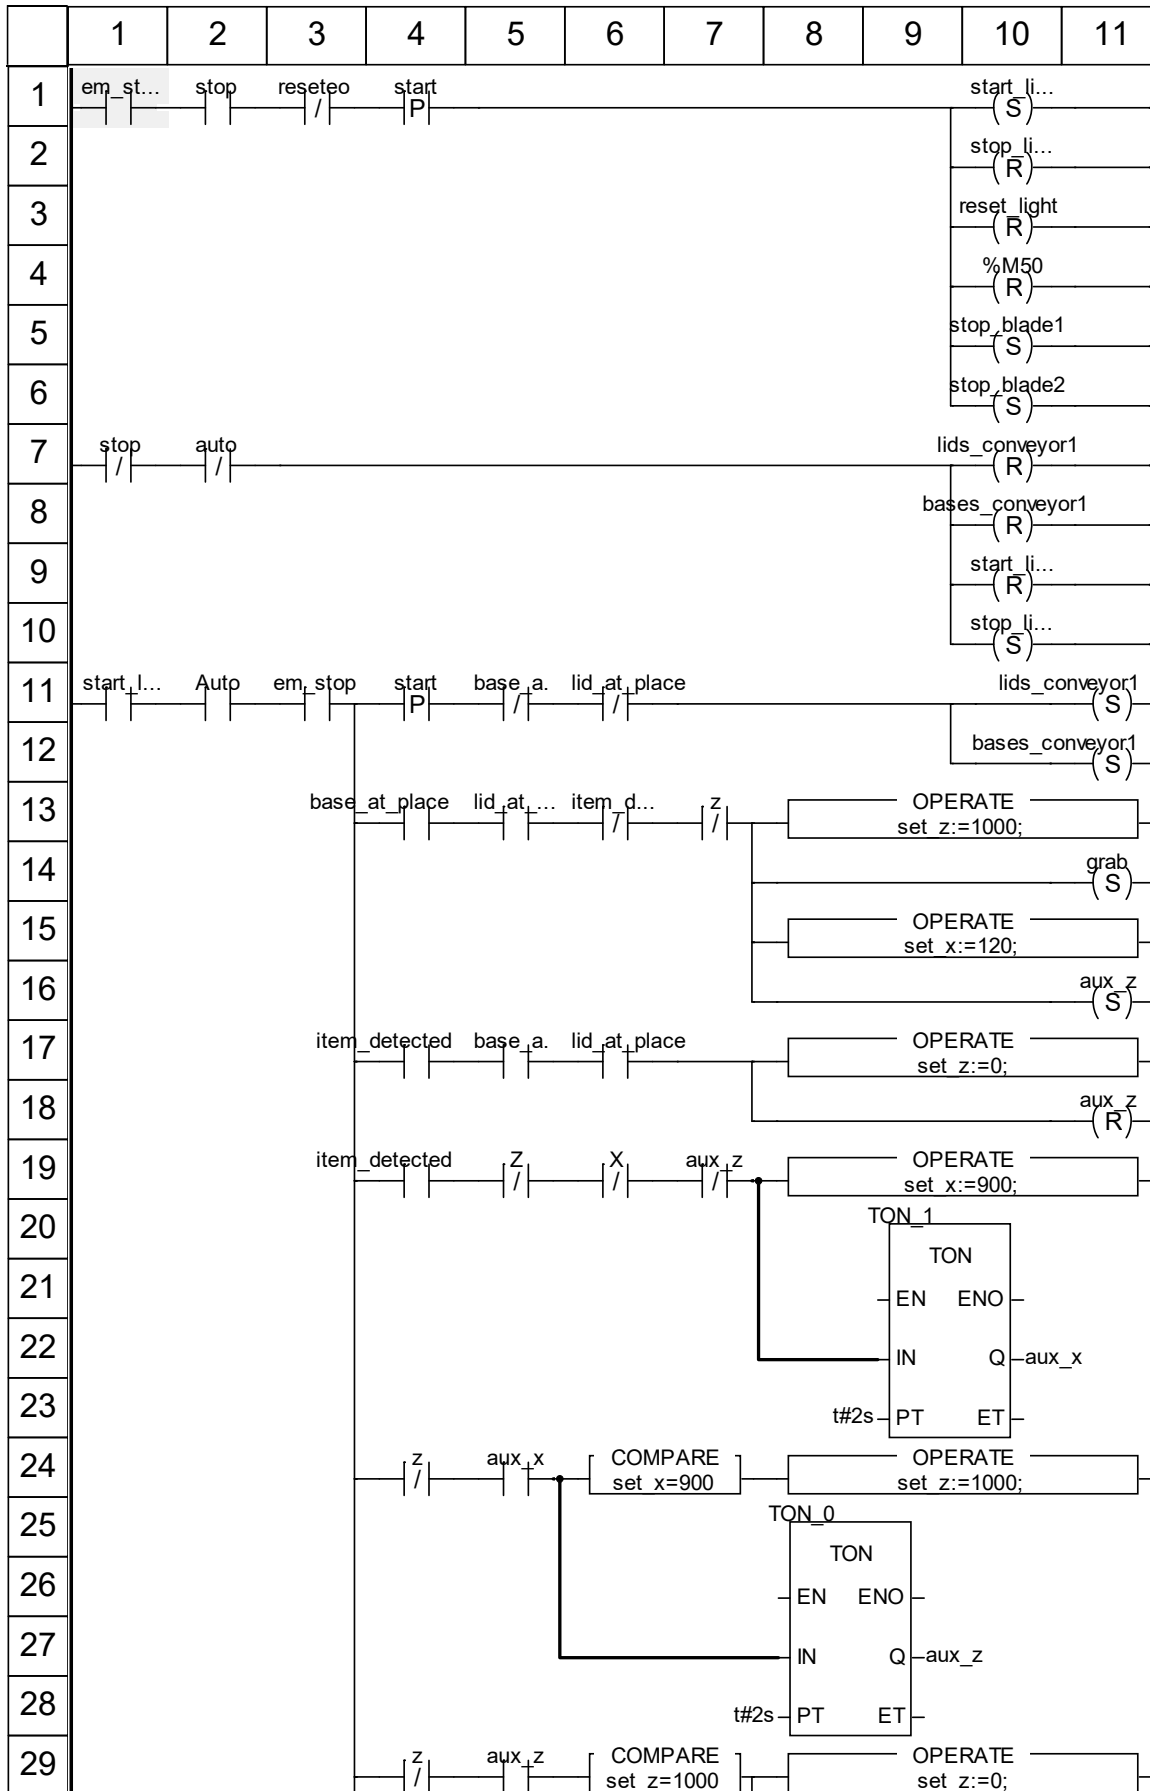 1 2 3 4 5 6 7 8 9 10 11
1 em_st... stop reseteo start start_li...
/ P S
2 stop_li...
R
3 reset_light
R
4 %M50
R
5 stop_blade1
S
6 stop_blade2
S
7 stop auto lids_conveyor1
/ / R
8 bases_conveyor1
R
9 start_li...
R
10 stop_li...
S
11 start_l... Auto em_stop start base_a. lid_at_place lids_conveyor1
P / / S
12 bases_conveyor1
S
13 base_at_place lid_at_... item_d... z OPERATE
/ / set_z:=1000;
14 grab
S
15 OPERATE
set_x:=120;
16 aux_z
S
17 item_detected base_a. lid_at_place OPERATE
set_z:=0;
18 aux_z
R
19 item_detected Z X aux_z OPERATE
/ / / set_x:=900;
20 TON_1
TON
21 EN ENO
22 IN Q aux_x
23 t#2s PT ET
24 z aux_x COMPARE OPERATE
/ set_x=900 set_z:=1000;
25 TON_0
TON
26 EN ENO
27 IN Q aux_z
28 t#2s PT ET
29 z aux_z COMPARE OPERATE
/ set_z=1000 set_z:=0;